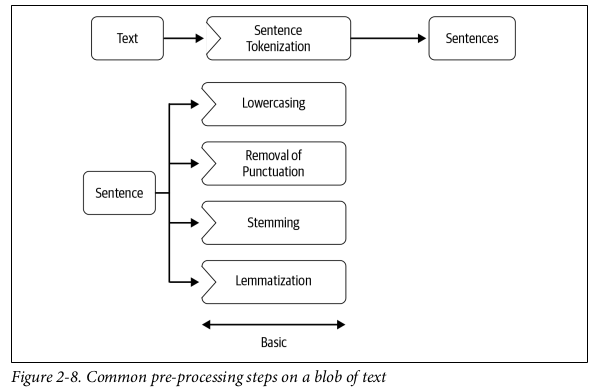 Text
Sentence
Tokenization
Sentences
Lowercasing
Removal of
Punctuation
Sentence
Stemming
Lemmatization
Basic
Figure 2-8. Common pre-processing steps on a blob of text